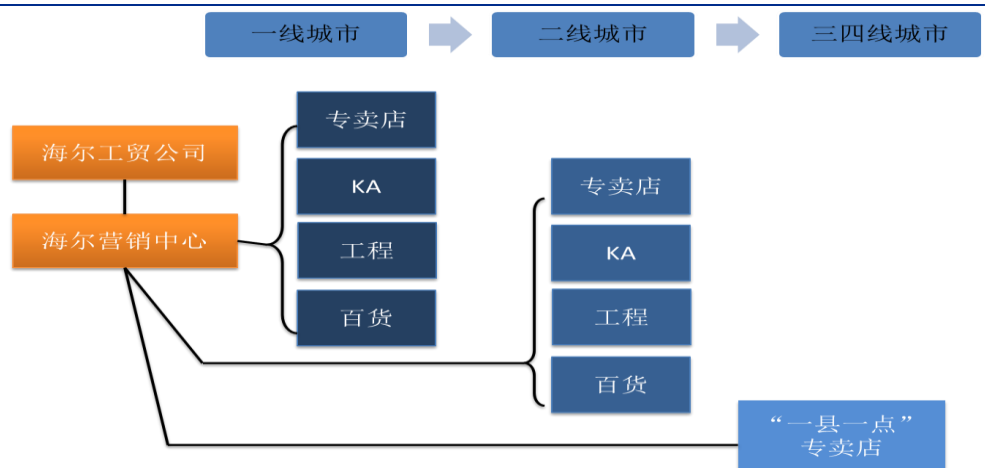 一线城市
二线城市
三四线城市
海尔工贸公司
海尔营销中心
专卖店
KA
工程
百货
专卖店
KA
工程
百货
“一县一点”
专卖店